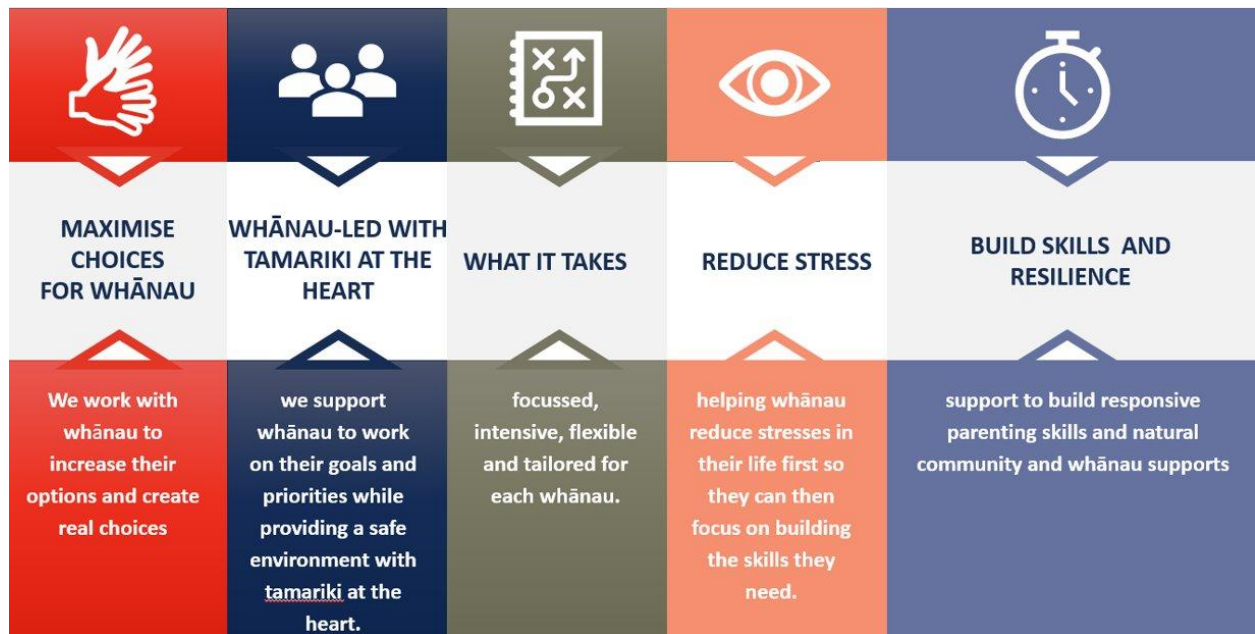 MAXIMISE
CHOICES
FOR WHĀNAU
WHĀNAU-LED WITH
TAMARIKI AT THE
HEART
WHAT IT TAKES
REDUCE STRESS
BUILD SKILLS AND
RESILIENCE
We work with
whānau to
increase their
options and create
real choices
we support
whānau to work
on their goals and
priorities while
providing a safe
environment with
tamariki at the
heart.
focussed,
intensive, flexible
and tailored for
each whānau.
helping whānau
reduce stresses in
their life first so
they can then
focus on building
the skills they
need.
support to build responsive
parenting skills and natural
community and whānau supports